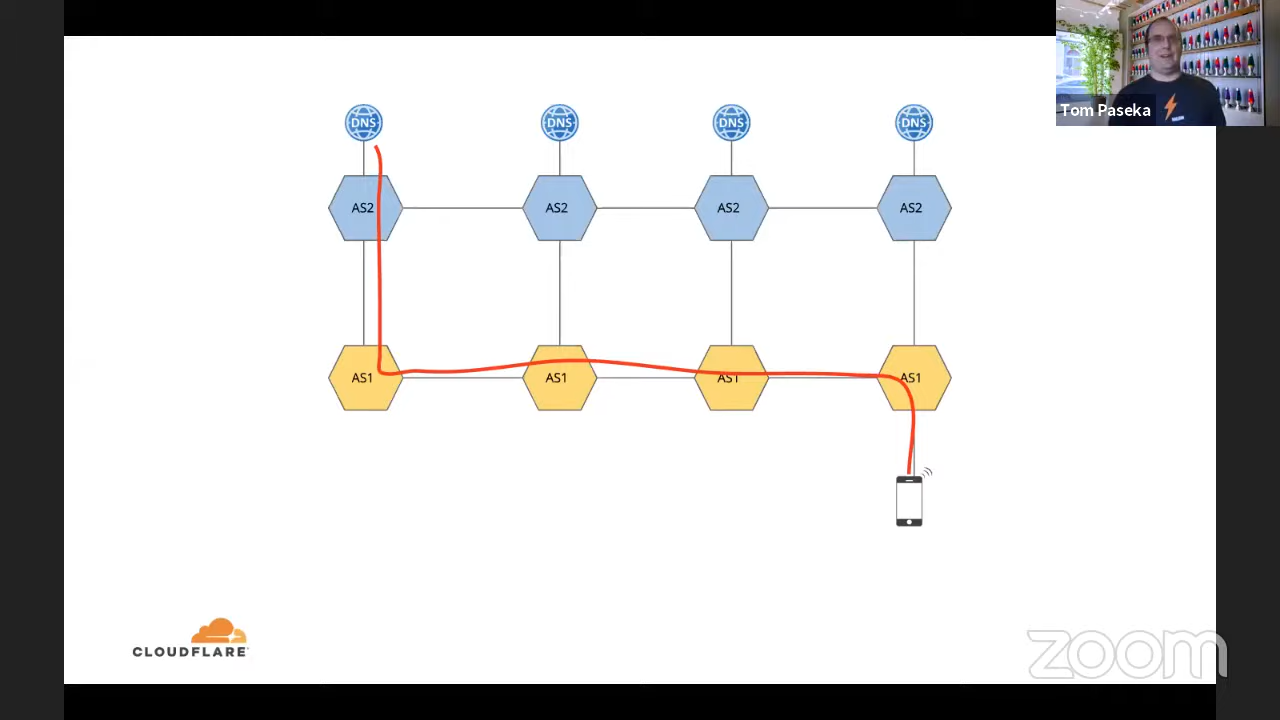 Tom Paseka
DNS DNS DNS DNS
AS2 AS2 AS2 AS2
AS1 AS1 AS1 AS1
CLOUDFLARE
zoom